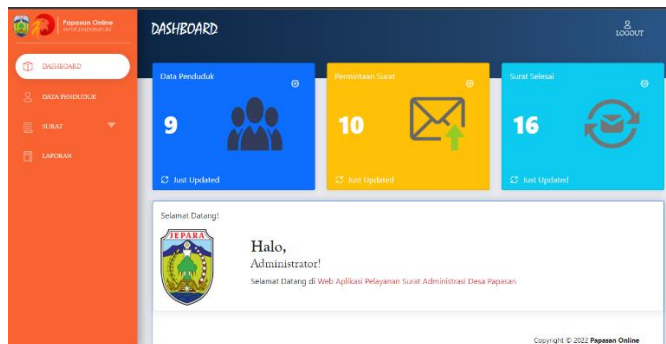 Papasan Online
DASHBOARD
LOGOUT
DASHBOARD
DATA PENDUDUK
SURAT
LAPORAN
Data Penduduk
9
Just Updated
Permintaan Surat
10
Just Updated
Surat Selesai
16
Just Updated
Selamat Datang!
JEPARA
Halo,
Administrator!
Selamat Datang di Web Aplikasi Pelayanan Surat Administrasi Desa Papasan
Copyright © 2022 Papasan Online